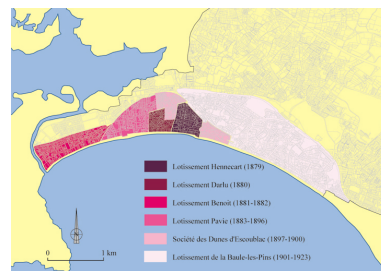 Lotissement Hennecart (1879)
Lotissement Darlu (1880)
Lotissement Benoit (1881-1882)
Lotissement Pavie (1883-1896)
Société des Dunes d'Escoublac (1897-1900)
Lotissement de la Baule-les-Pins (1901-1923)
N
0 1 km